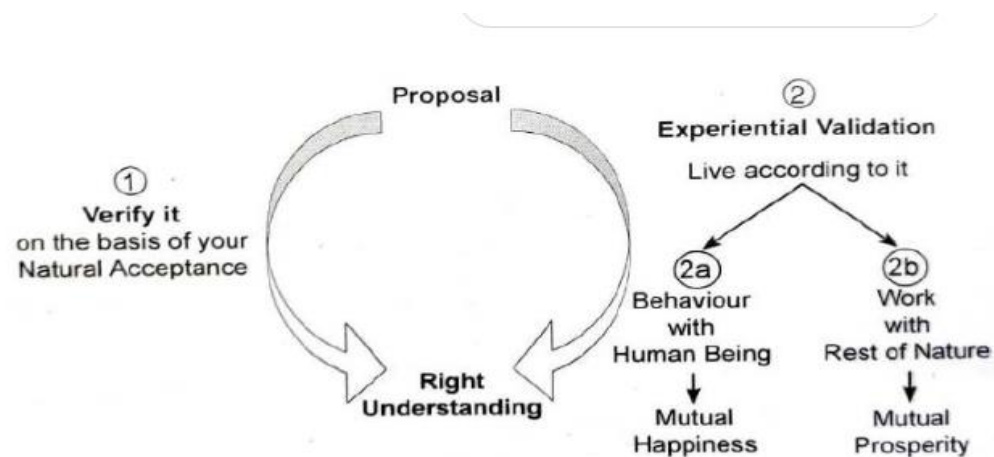 Proposal
①
Verify it
on the basis of your
Natural Acceptance
Right
Understanding
②
Experiential Validation
Live according to it
2a
Behaviour
with
Human Being
Mutual
Happiness
2b
Work
with
Rest of Nature
Mutual
Prosperity